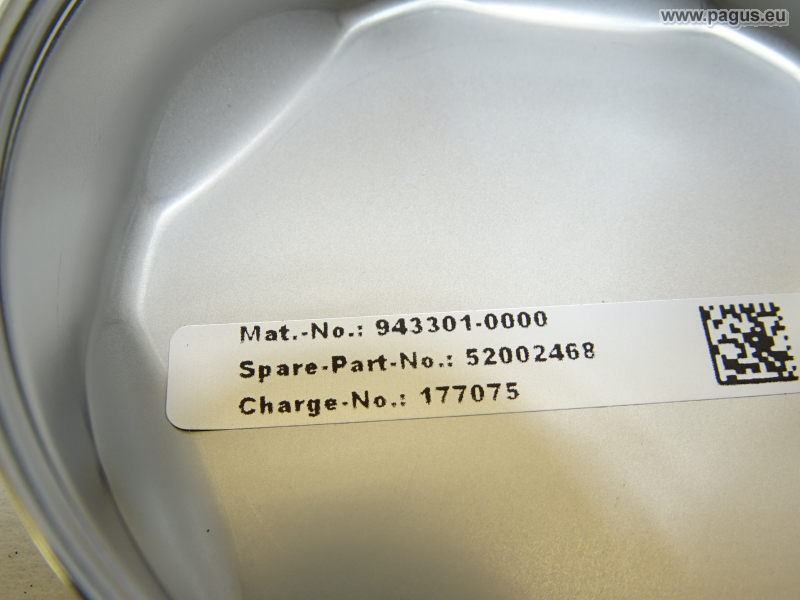 www.pagus.eu
Mat.-No.: 943301-0000
Spare-Part-No.: 52002468
Charge-No.: 177075